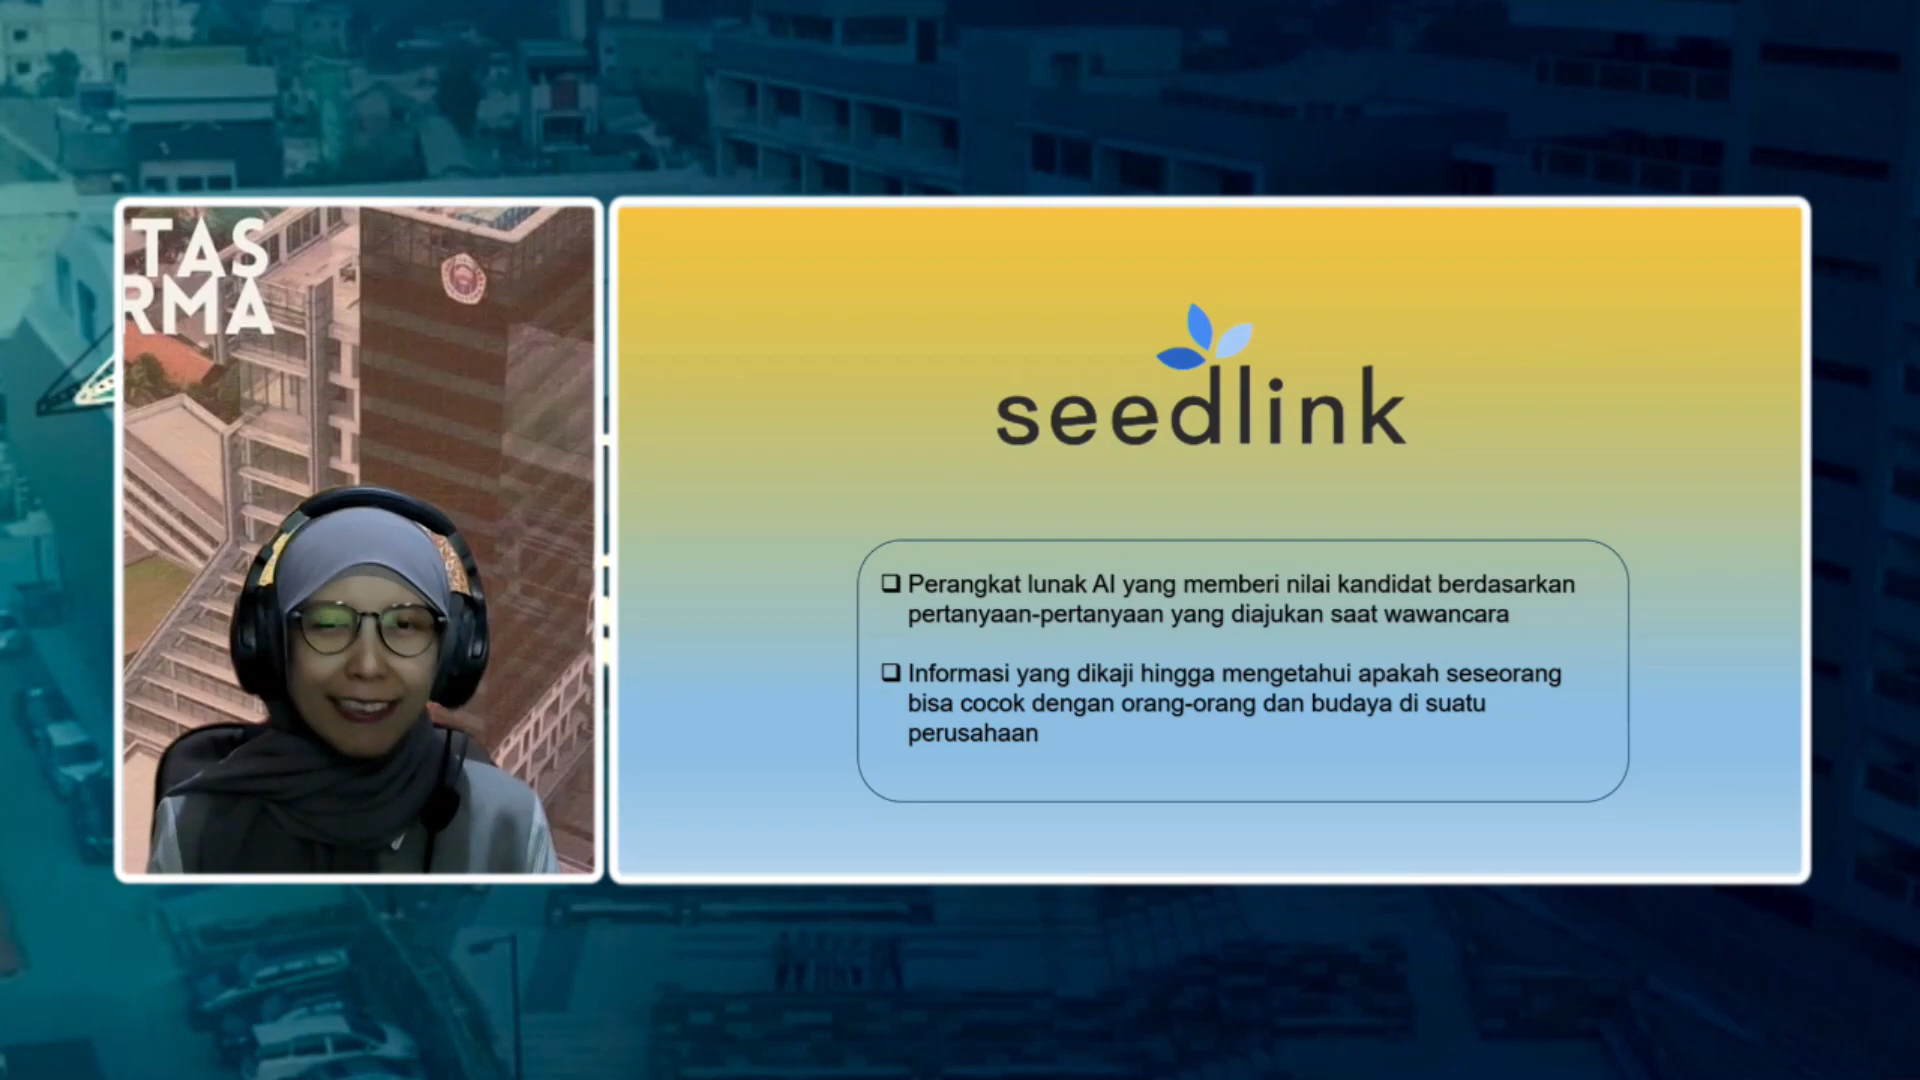 TAS
RMA
seedlink
❑ Perangkat lunak AI yang memberi nilai kandidat berdasarkan
pertanyaan-pertanyaan yang diajukan saat wawancara
❑ Informasi yang dikaji hingga mengetahui apakah seseorang
bisa cocok dengan orang-orang dan budaya di suatu
perusahaan